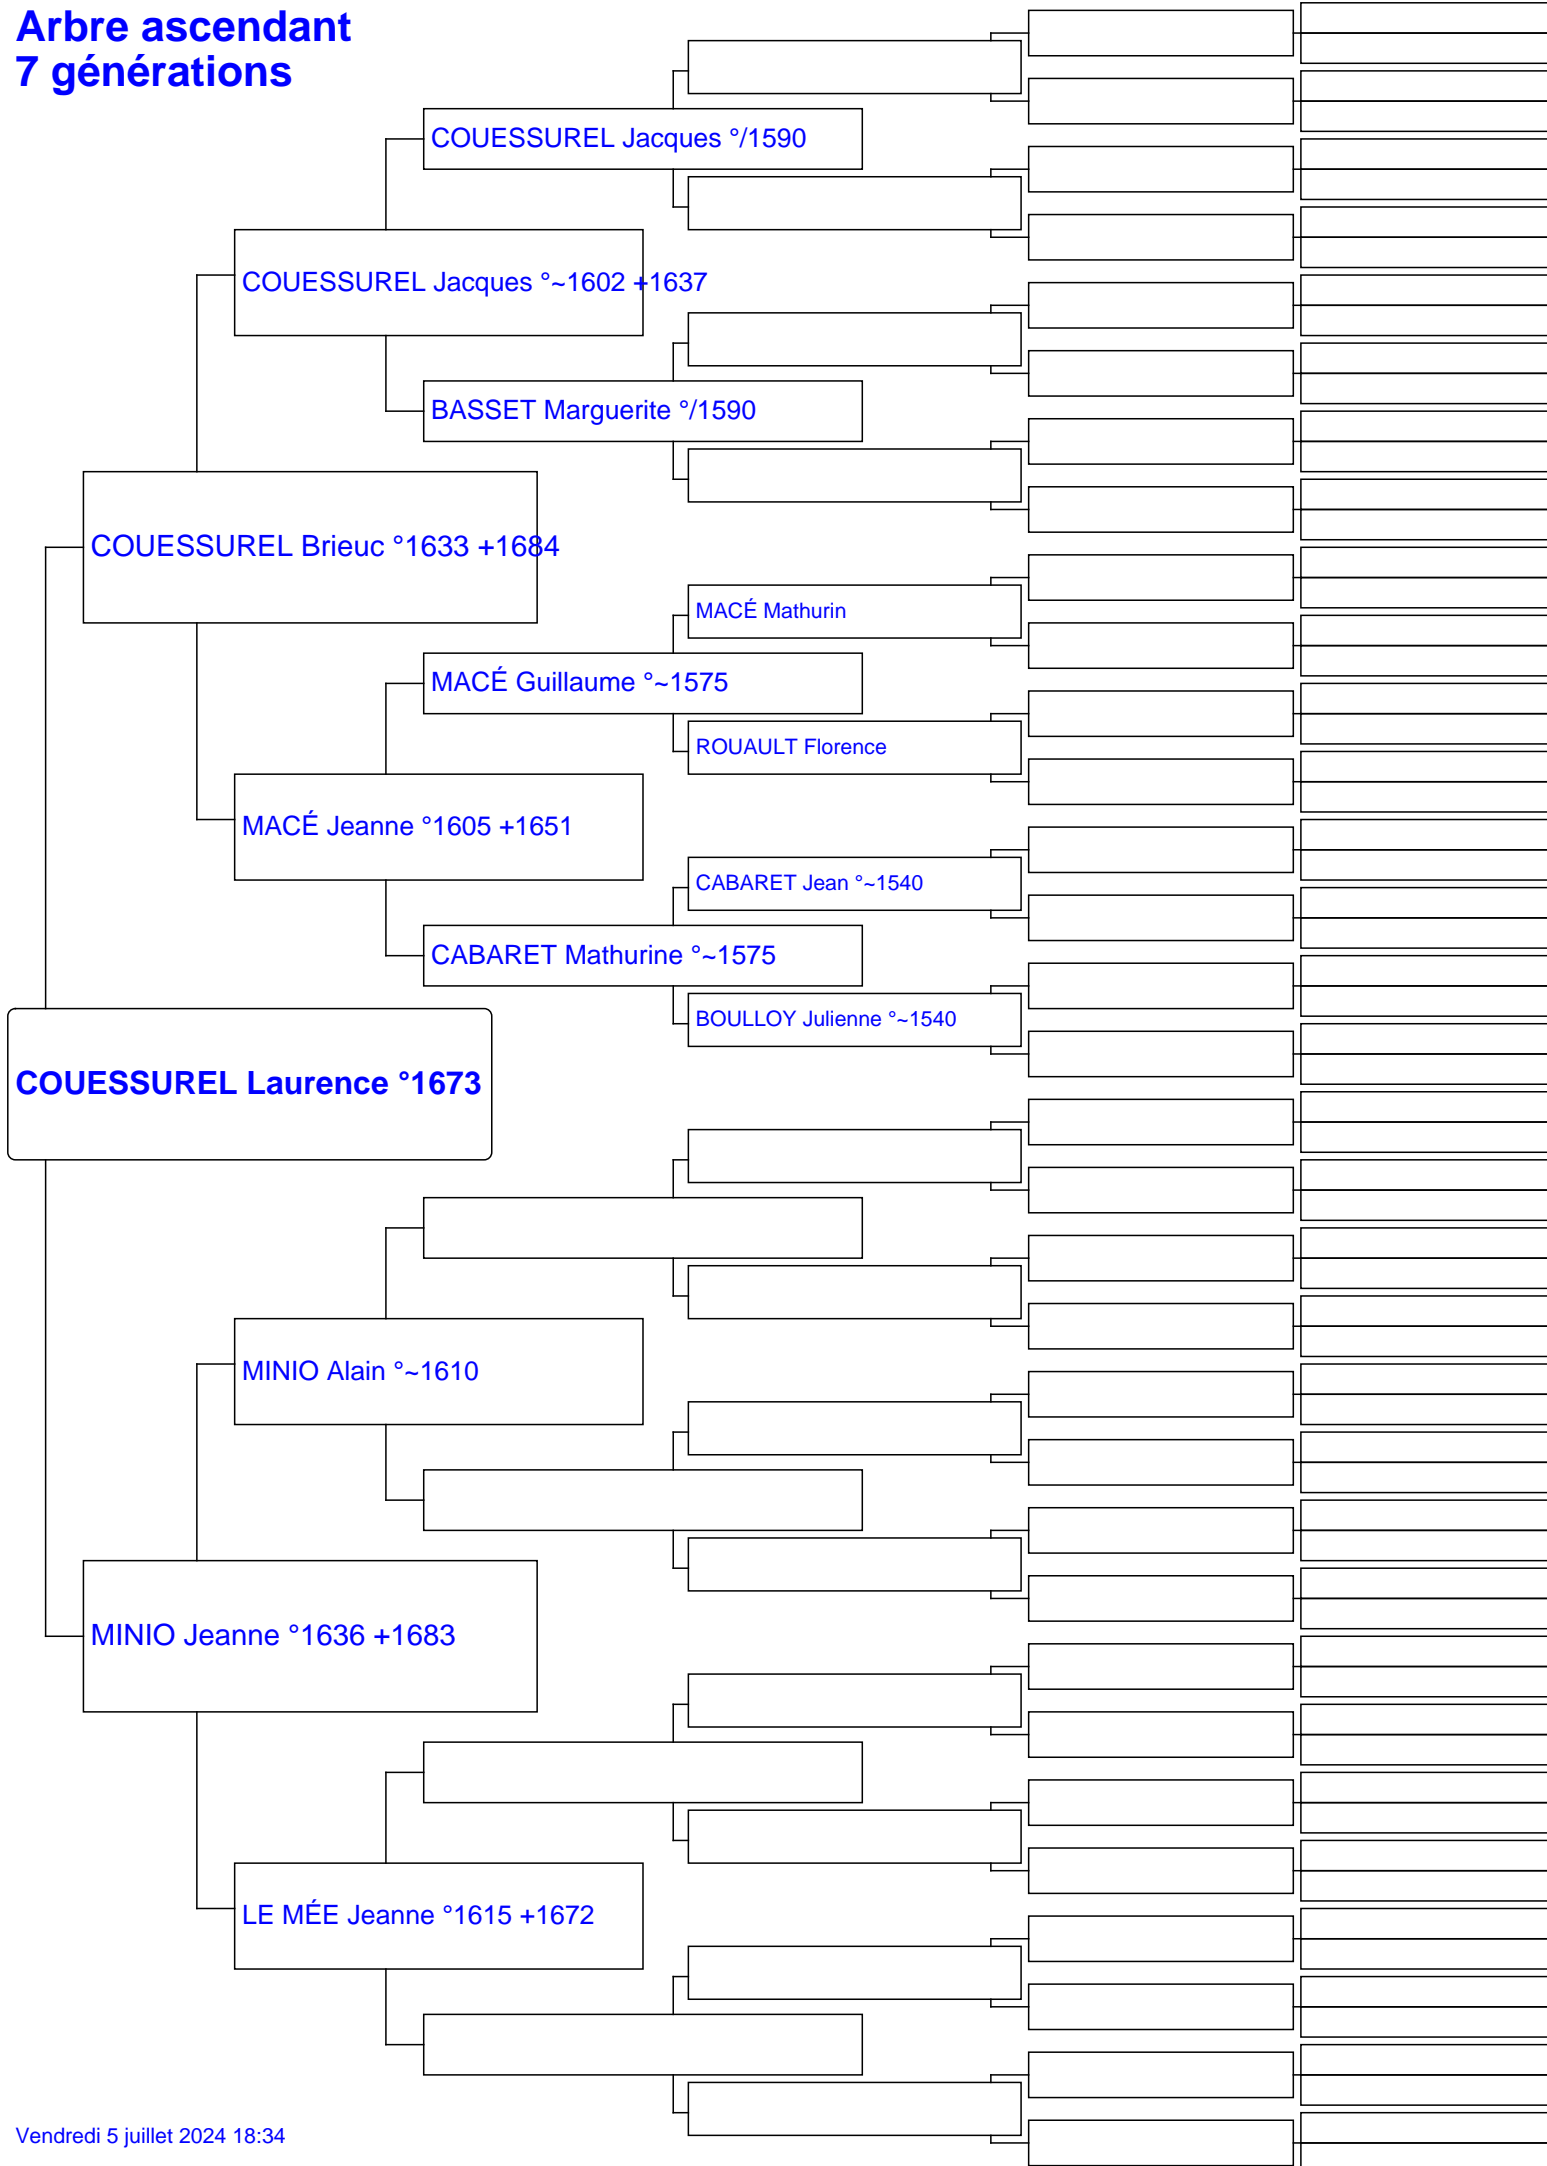 Arbre ascendant
7 générations
COUESSUREL Jacques °/1590
COUESSUREL Jacques °~1602 +1637
BASSET Marguerite °/1590
COUESSUREL Brieuc °1633 +1684
MACÉ Mathurin
MACÉ Guillaume °~1575
ROUAULT Florence
MACÉ Jeanne °1605 +1651
CABARET Jean °~1540
CABARET Mathurine °~1575
BOULLOY Julienne °~1540
COUESSUREL Laurence °1673
MINIO Alain °~1610
MINIO Jeanne °1636 +1683
LE MÉE Jeanne °1615 +1672
Vendredi 5 juillet 2024 18:34